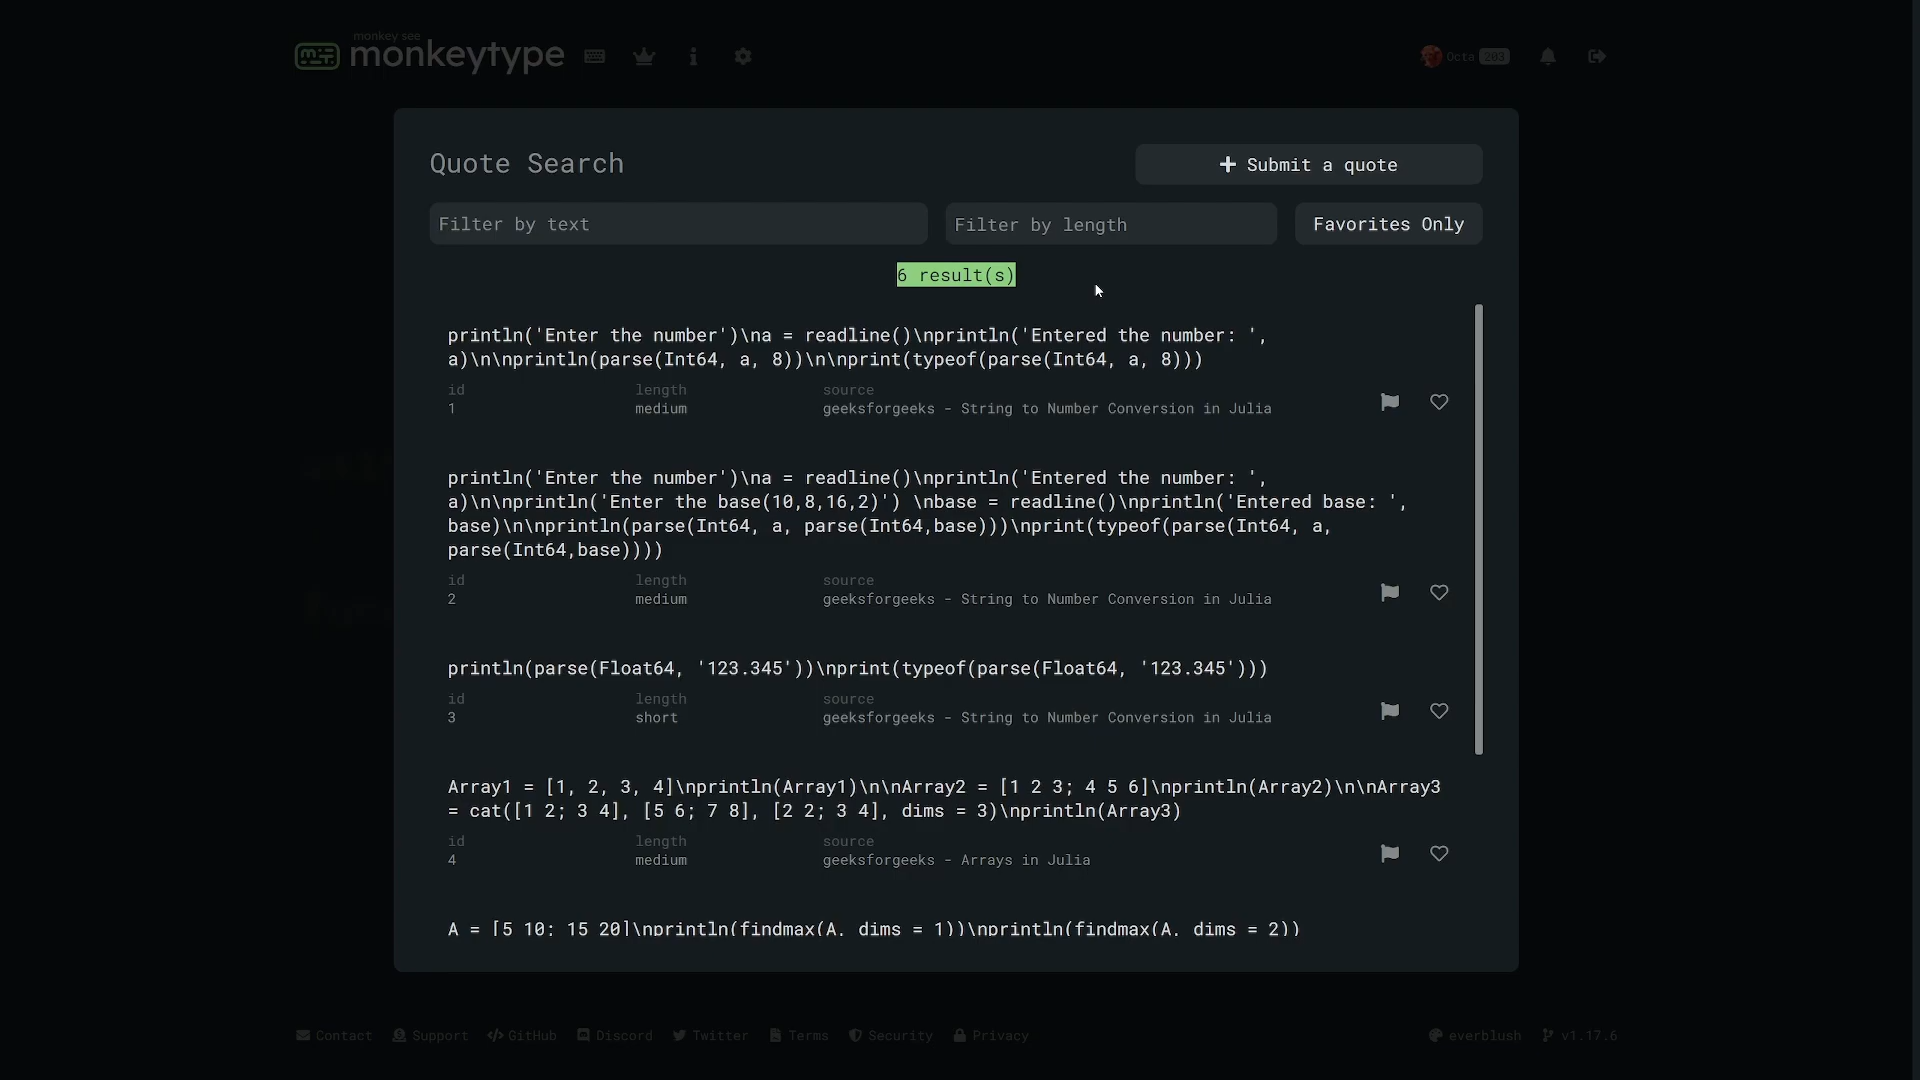 monkey see
monkeytype
Octa 203
Quote Search
Submit a quote
Filter by text
Filter by length
Favorites Only
6 result(s)
println('Enter the number')\na = readline()\nprintln('Entered the number: ',
a)\n\nprintln(parse(Int64, a, 8))\n\nprint(typeof(parse(Int64, a, 8)))
id length source
1 medium geeksforgeeks - String to Number Conversion in Julia
println('Enter the number')\na = readline()\nprintln('Entered the number: ',
a)\n\nprintln('Enter the base(10,8,16,2)') \nbase = readline()\nprintln('Entered base: ',
base)\n\nprintln(parse(Int64, a, parse(Int64,base)))\nprint(typeof(parse(Int64, a,
parse(Int64,base))))
id length source
2 medium geeksforgeeks - String to Number Conversion in Julia
println(parse(Float64, '123.345'))\nprint(typeof(parse(Float64, '123.345')))
id length source
3 short geeksforgeeks - String to Number Conversion in Julia
Array1 = [1, 2, 3, 4]\nprintln(Array1)\n\nArray2 = [1 2 3; 4 5 6]\nprintln(Array2)\n\nArray3
= cat([1 2; 3 4], [5 6; 7 8], [2 2; 3 4], dims = 3)\nprintln(Array3)
id length source
4 medium geeksforgeeks - Arrays in Julia
A = [5 10; 15 20]\nprintln(findmax(A, dims = 1))\nprintln(findmax(A, dims = 2))
Contact Support GitHub Discord Twitter Terms Security Privacy everblush v1.17.6